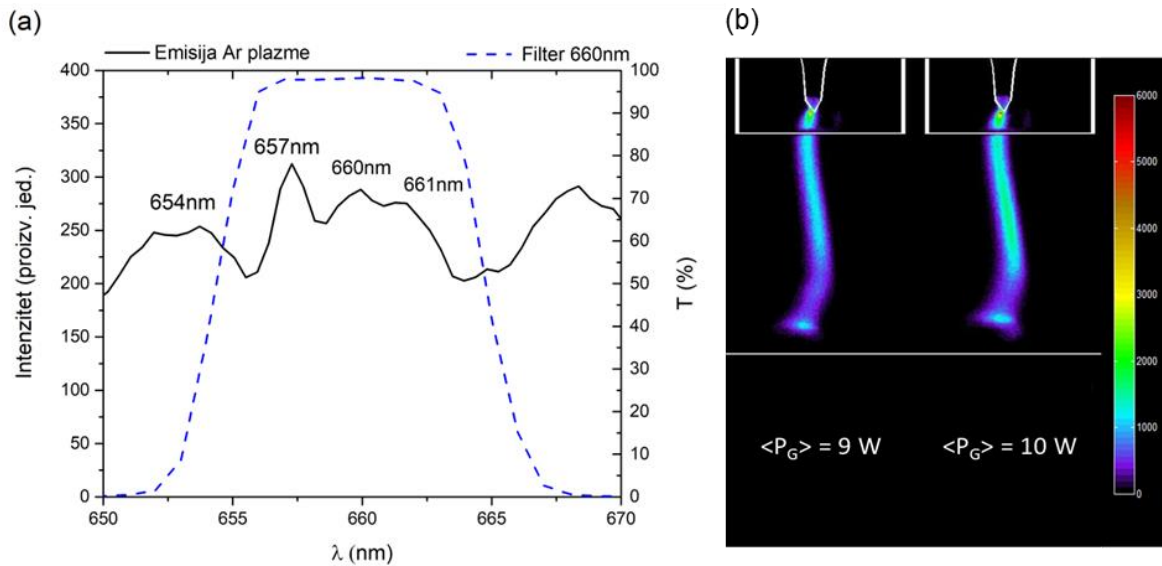 (a)
Emisija Ar plazme
Filter 660nm
400
350
300
250
200
150
100
50
0
Intenzitet (proizv. jed.)
654nm
657nm
660nm
661nm
100
90
80
70
60
50
40
30
20
10
0
T (%)
650
655
660
665
670
λ (nm)
(b)
<P_G> = 9 W
<P_G> = 10 W
6000
5000
4000
3000
2000
1000
0